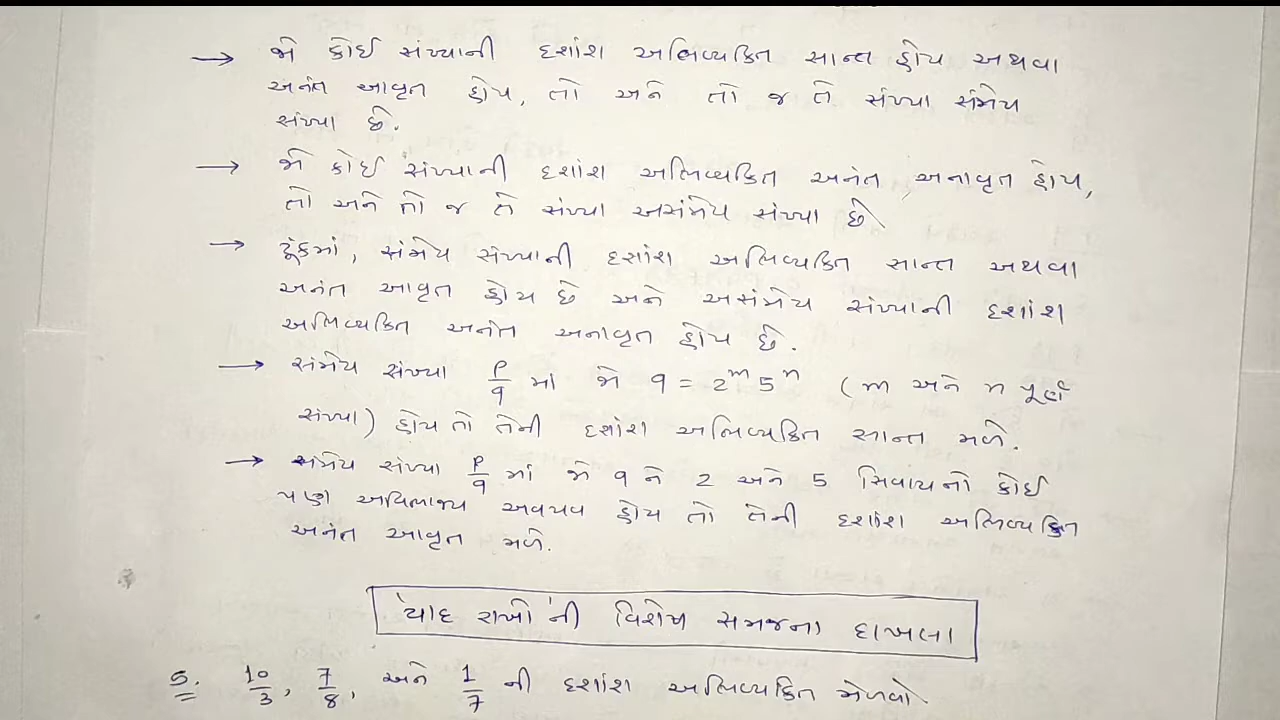 → જો કોઈ સંખ્યાની દશાંશ અભિવ્યક્તિ સાન્ત હોય અથવા
અનંત આવૃત હોય, તો અને તો જ તે સંખ્યા સંમેય
સંખ્યા છે.
→ જો કોઈ સંખ્યાની દશાંશ અભિવ્યક્તિ અનંત અનાવૃત હોય,
તો અને તો જ તે સંખ્યા અસંમેય સંખ્યા છે
→ ટૂંકમાં, સંમેય સંખ્યાની દશાંશ અભિવ્યક્તિ સાન્ત અથવા
અનંત આવૃત હોય છે અને અસંમેય સંખ્યાની દશાંશ
અભિવ્યક્તિ અનંત અનાવૃત હોય છે.
→ સંમેય સંખ્યા p/q માં જો q = 2^m 5^n (m અને n પૂર્ણ
સંખ્યા) હોય તો તેની દશાંશ અભિવ્યક્તિ સાન્ત મળે.
→ સંમેય સંખ્યા p/q માં જો q ને 2 અને 5 સિવાયનો કોઈ
પણ અવિભાજ્ય અવયવ હોય તો તેની દશાંશ અભિવ્યક્તિ
અનંત આવૃત મળે.
'યાદ રાખો'ની વિશેષ સમજના દાખલા
5. 10/3, 7/8, અને 1/7 ની દશાંશ અભિવ્યક્તિ મેળવો.